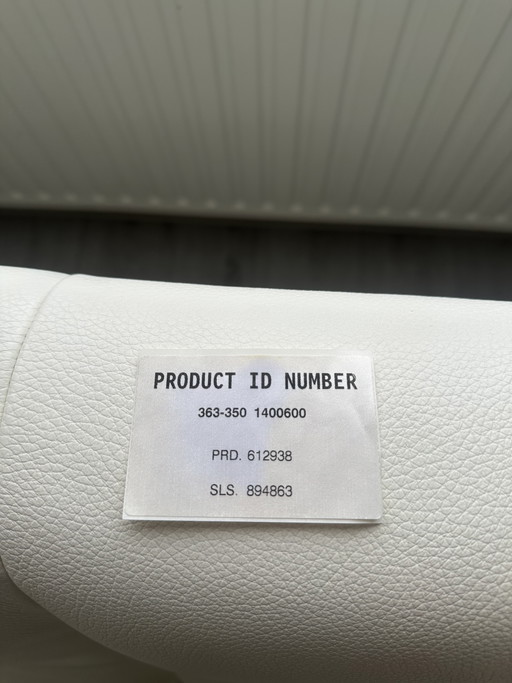 PRODUCT ID NUMBER
363-350 1400600
PRD. 612938
SLS. 894863